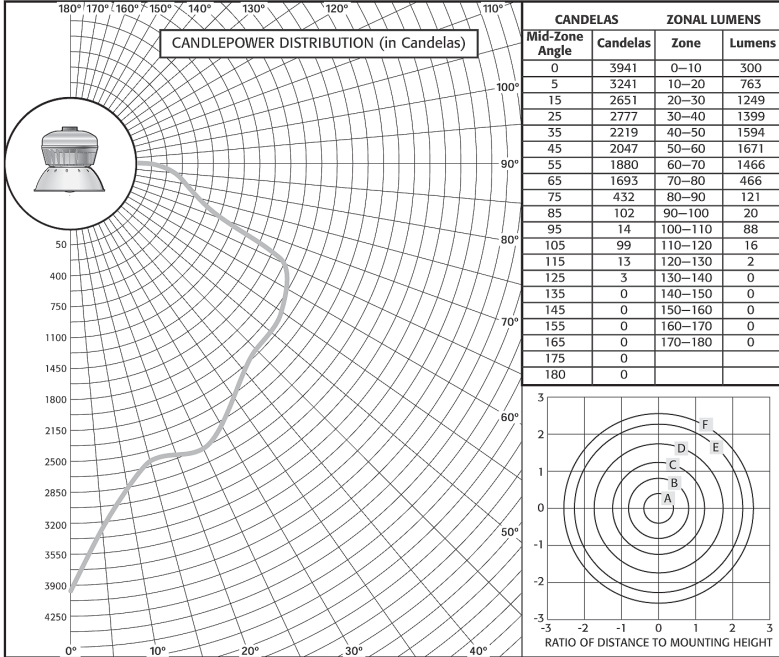 180° 170° 160° 150° 140° 120° 110°
CANDLEPOWER DISTRIBUTION (in Candelas)
100°
90°
80°
70°
60°
50°
50
400
750
1100
1450
1800
2150
2500
2850
3200
3550
3900
4250
0° 10° 20° 30° 40°
CANDELAS ZONAL LUMENS
Mid-Zone Angle Candelas Zone Lumens
0 3941 0–10 300
5 3241 10–20 763
15 2651 20–30 1249
25 2777 30–40 1399
35 2219 40–50 1594
45 2047 50–60 1671
55 1880 60–70 1466
65 1693 70–80 466
75 432 80–90 121
85 102 90–100 20
95 14 100–110 88
105 99 110–120 16
115 13 120–130 2
125 3 130–140 0
135 0 140–150 0
145 0 150–160 0
155 0 160–170 0
165 0 170–180 0
175 0
180 0
3
2
1
0
-1
-2
-3
F
E
D
C
B
A
-3 -2 -1 0 1 2 3
RATIO OF DISTANCE TO MOUNTING HEIGHT